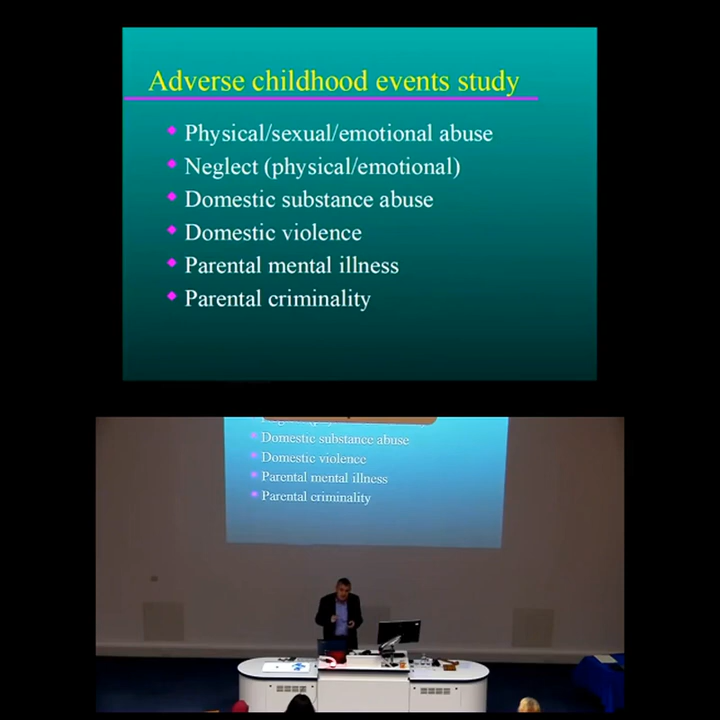 Adverse childhood events study
Physical/sexual/emotional abuse
Neglect (physical/emotional)
Domestic substance abuse
Domestic violence
Parental mental illness
Parental criminality
Domestic substance abuse
Domestic violence
Parental mental illness
Parental criminality